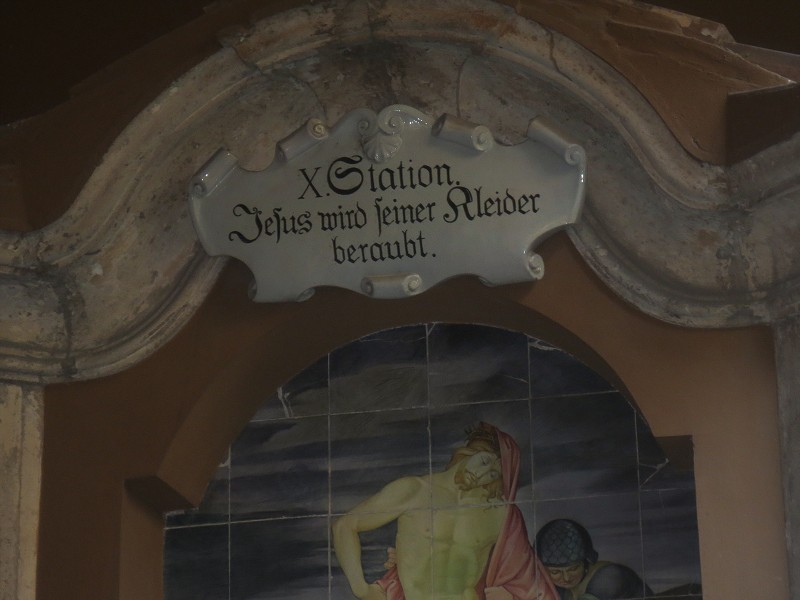 X. Station.
Jesus wird seiner Kleider
beraubt.